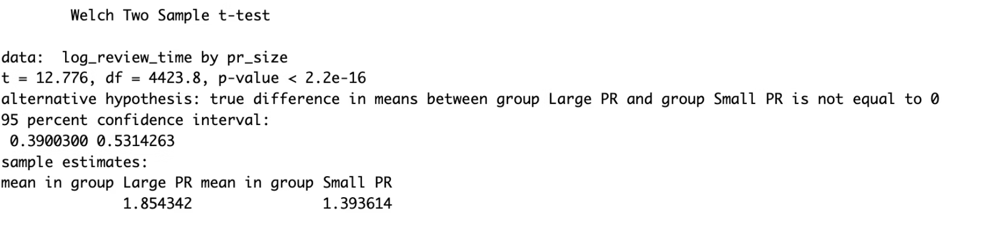 Welch Two Sample t-test
data:  log_review_time by pr_size
t = 12.776, df = 4423.8, p-value < 2.2e-16
alternative hypothesis: true difference in means between group Large PR and group Small PR is not equal to 0
95 percent confidence interval:
0.3900300 0.5314263
sample estimates:
mean in group Large PR mean in group Small PR
1.854342 1.393614